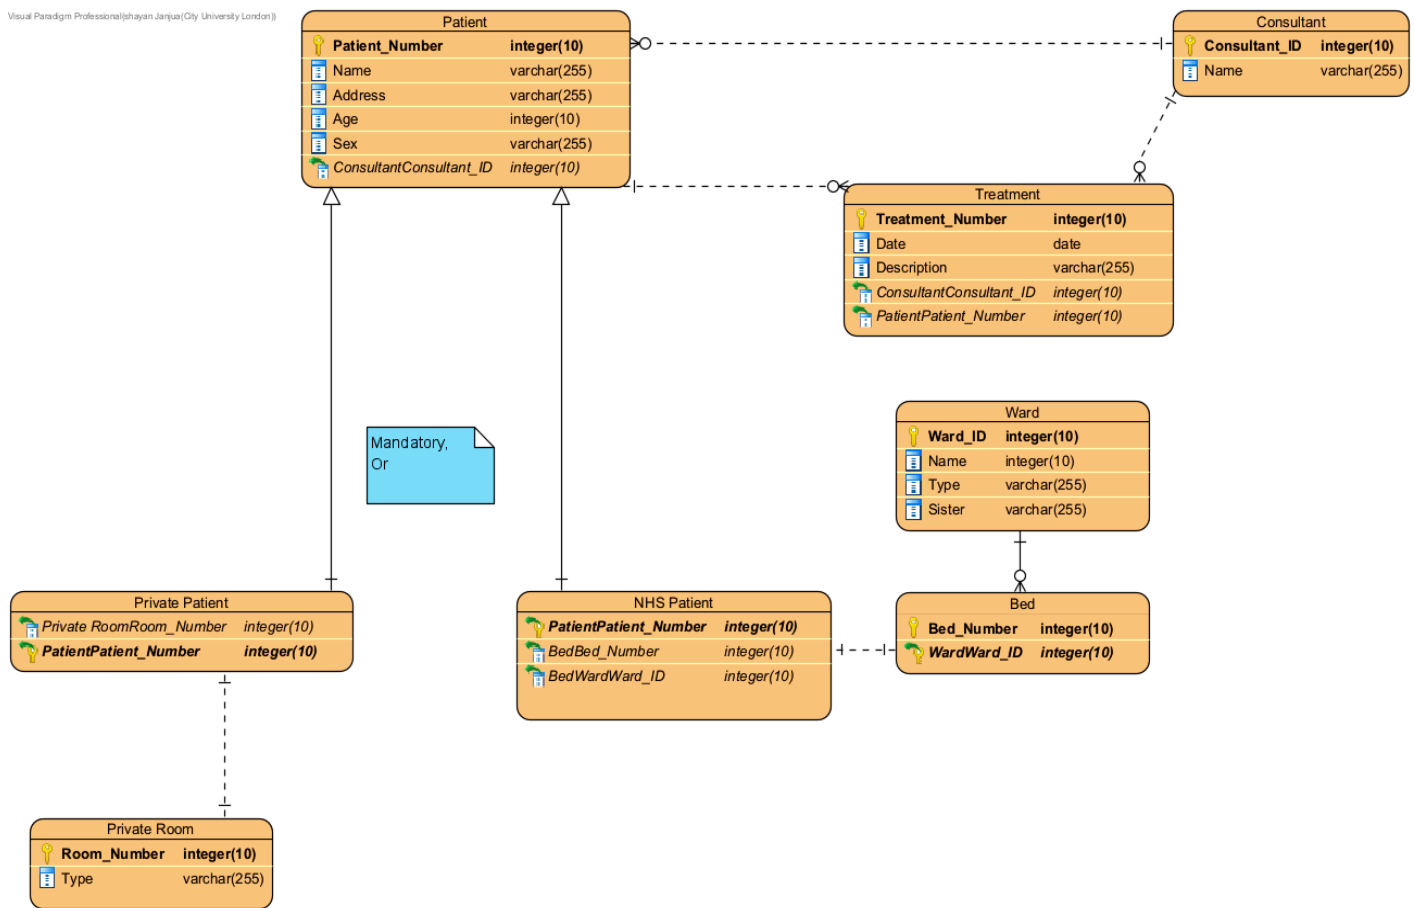 Visual Paradigm Professional(shayan Janjua(City University London))
Patient
Patient_Number integer(10)
Name varchar(255)
Address varchar(255)
Age integer(10)
Sex varchar(255)
ConsultantConsultant_ID integer(10)
Consultant
Consultant_ID integer(10)
Name varchar(255)
Treatment
Treatment_Number integer(10)
Date date
Description varchar(255)
ConsultantConsultant_ID integer(10)
PatientPatient_Number integer(10)
Mandatory,
Or
Ward
Ward_ID integer(10)
Name integer(10)
Type varchar(255)
Sister varchar(255)
Private Patient
Private RoomRoom_Number integer(10)
PatientPatient_Number integer(10)
NHS Patient
PatientPatient_Number integer(10)
BedBed_Number integer(10)
BedWardWard_ID integer(10)
Bed
Bed_Number integer(10)
WardWard_ID integer(10)
Private Room
Room_Number integer(10)
Type varchar(255)